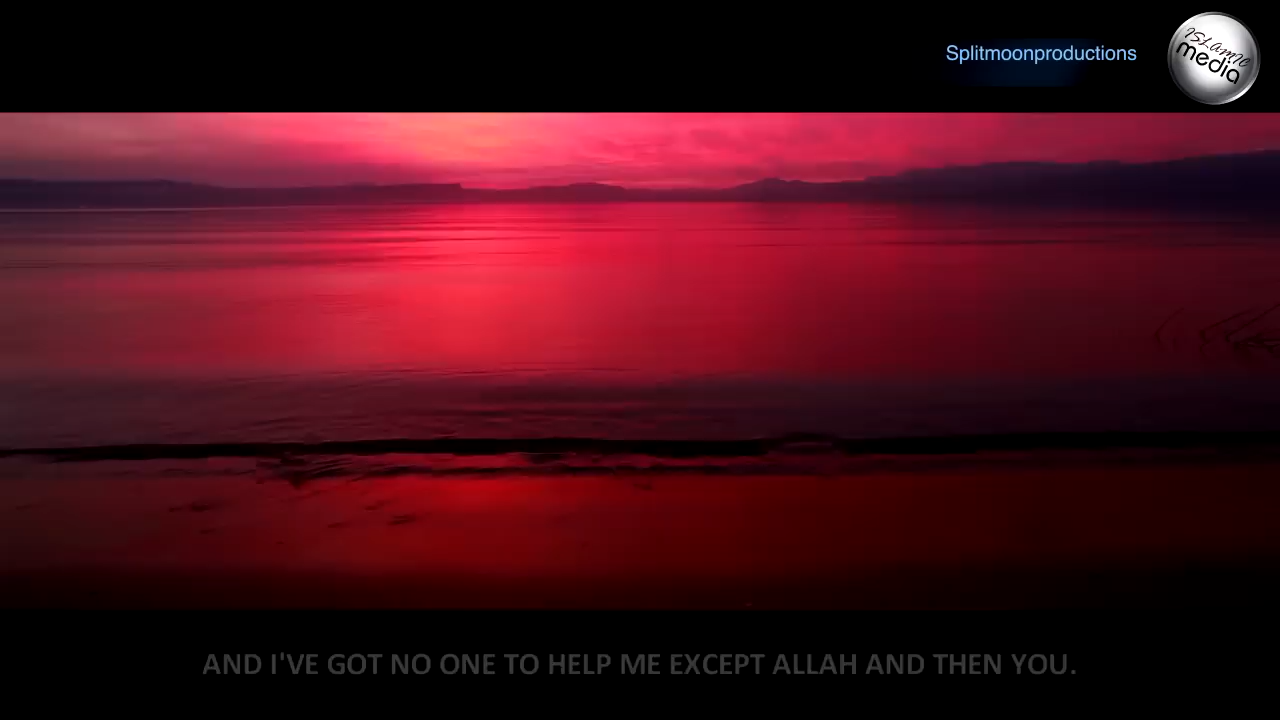 Splitmoonproductions
ISLAMIC
media
AND I'VE GOT NO ONE TO HELP ME EXCEPT ALLAH AND THEN YOU.